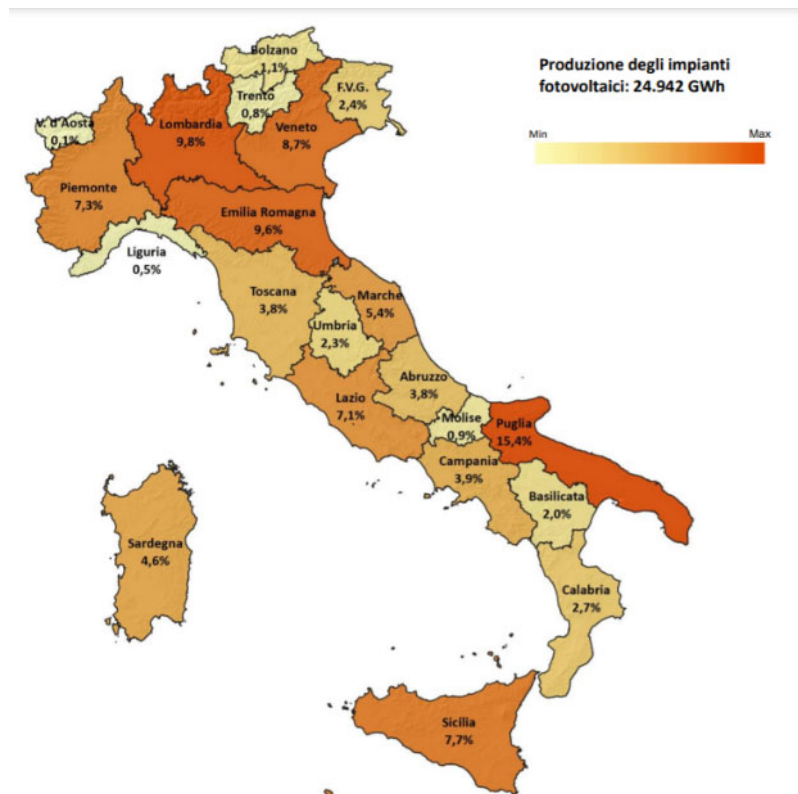 Bolzano
1,1%
Produzione degli impianti
fotovoltaici: 24.942 GWh
F.V.G.
2,4%
Trento
0,8%
Min
Max
V. d'Aosta
0,1%
Lombardia
9,8%
Veneto
8,7%
Piemonte
7,3%
Emilia Romagna
9,6%
Liguria
0,5%
Toscana
3,8%
Marche
5,4%
Umbria
2,3%
Abruzzo
3,8%
Lazio
7,1%
Molise
0,9%
Puglia
15,4%
Campania
3,9%
Basilicata
2,0%
Sardegna
4,6%
Calabria
2,7%
Sicilia
7,7%